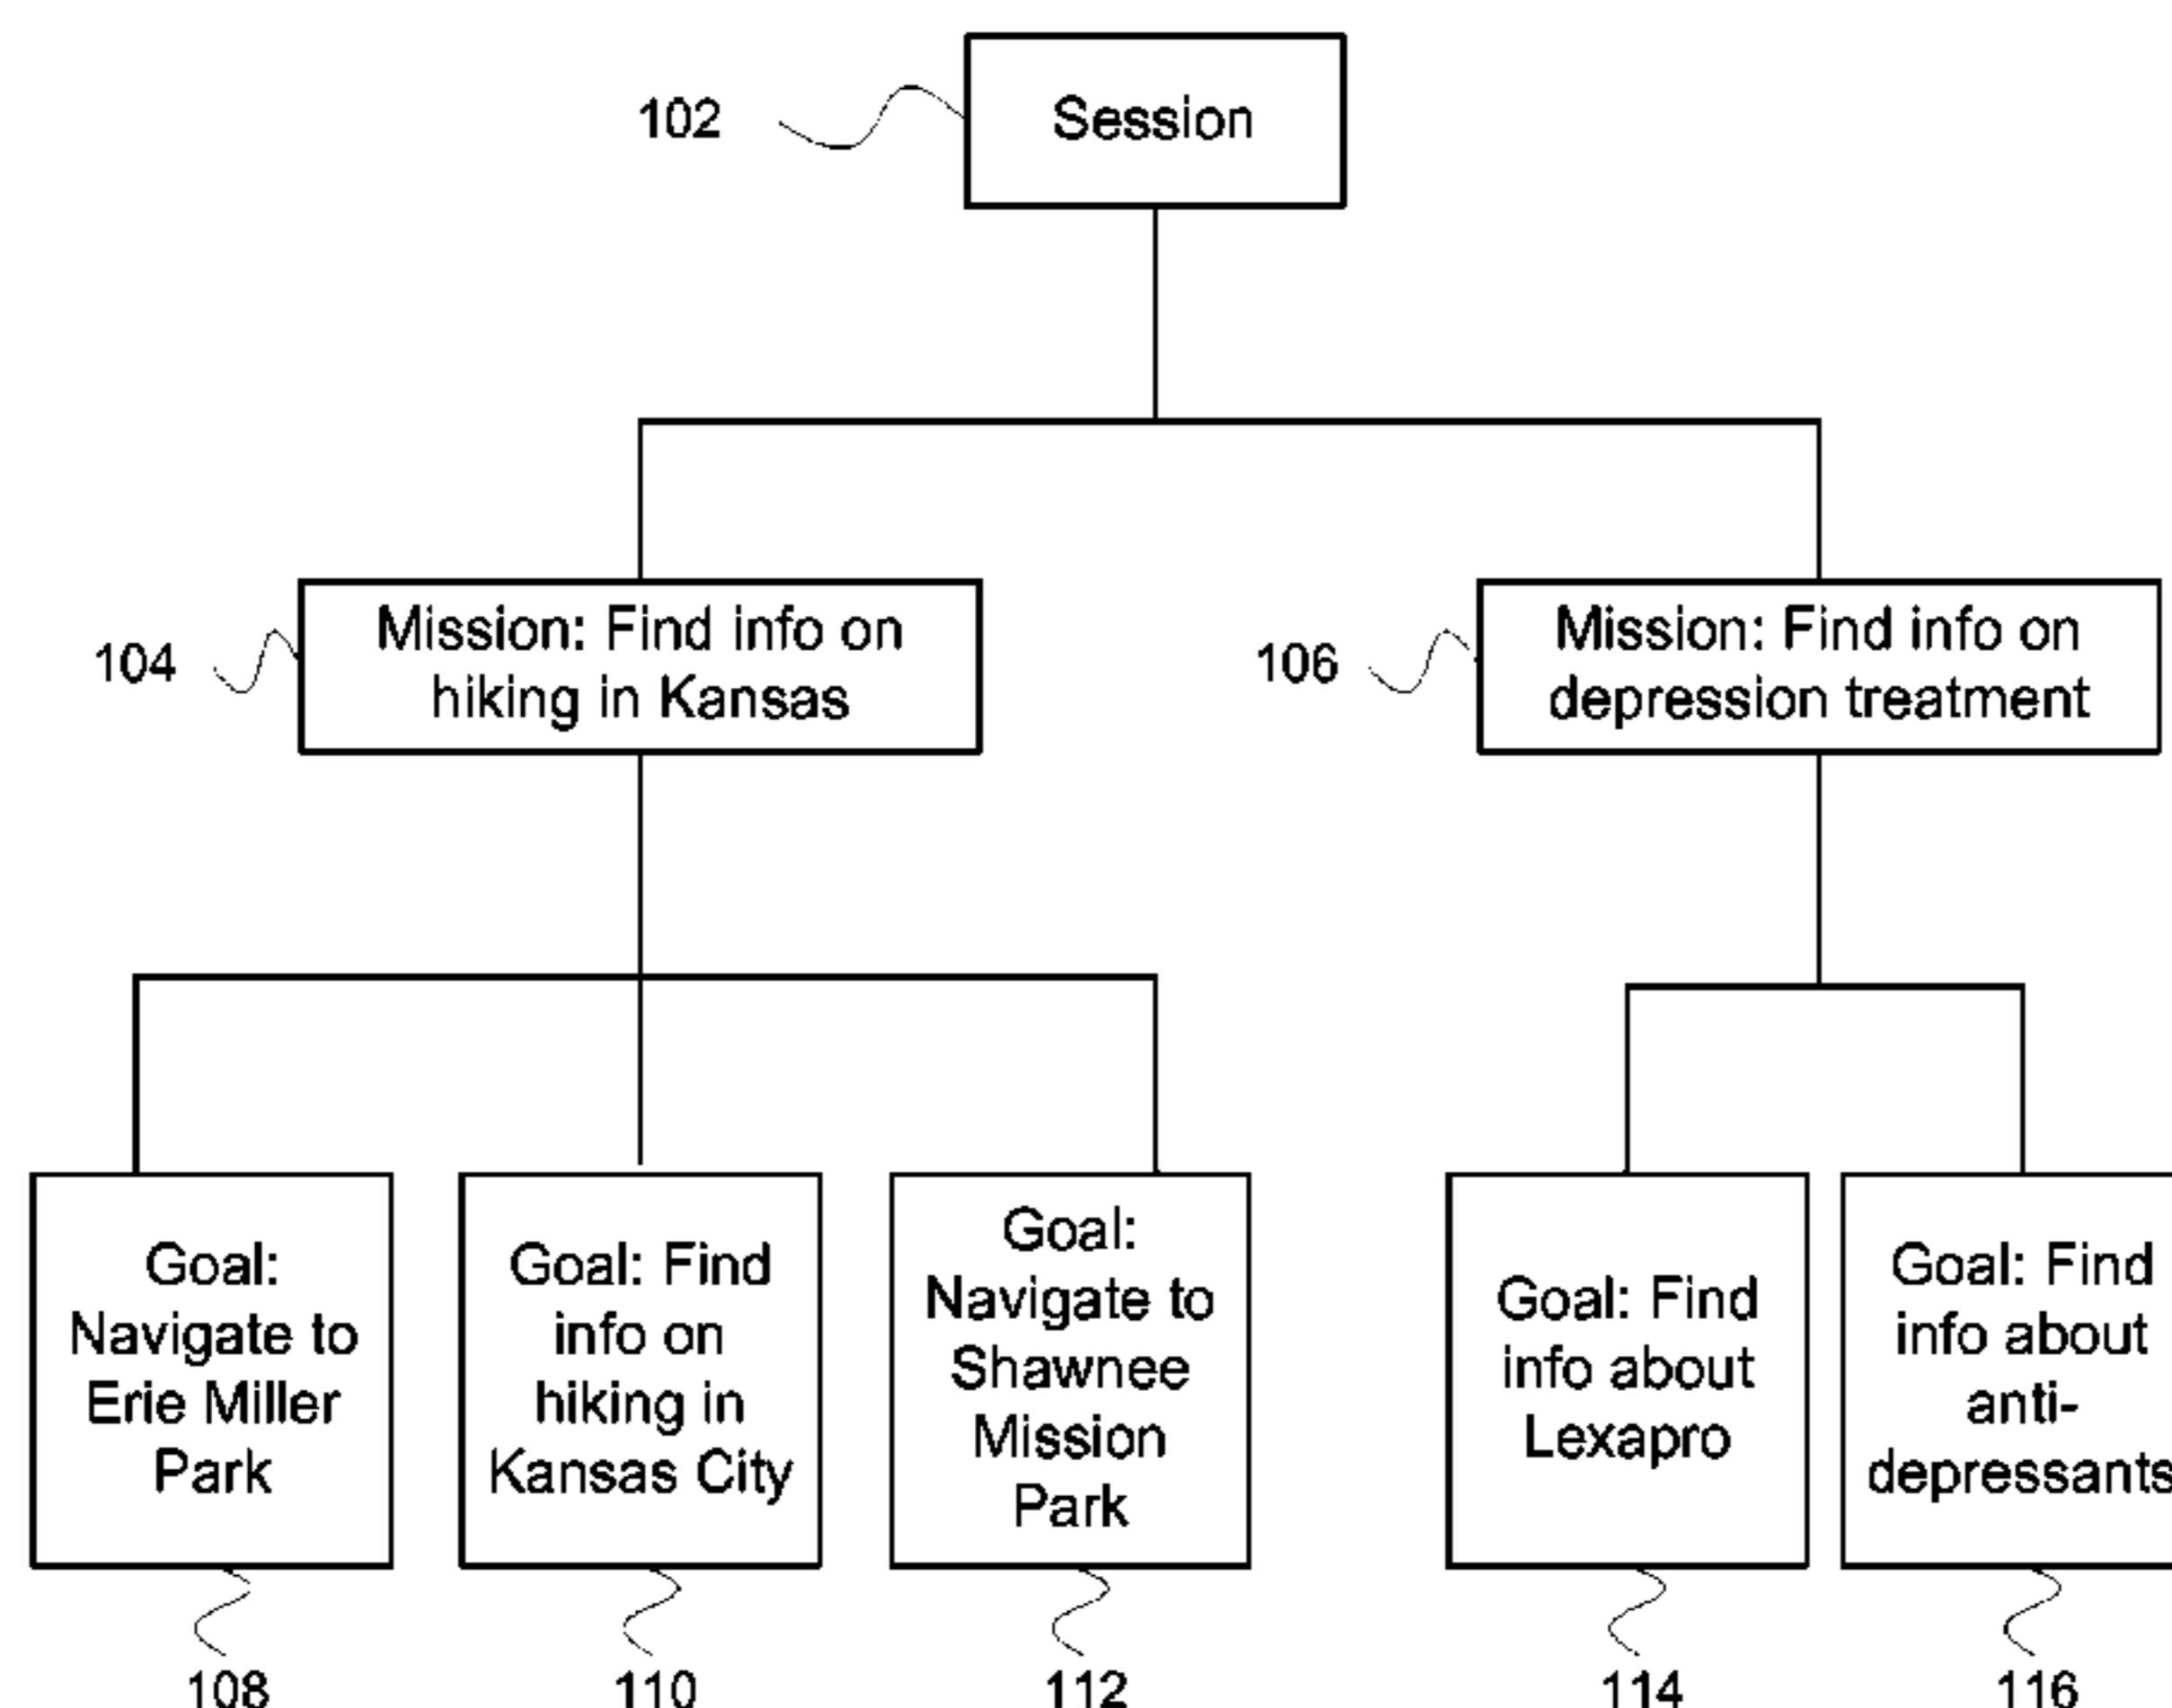 102
Session
104
Mission: Find info on
hiking in Kansas
106
Mission: Find info on
depression treatment
Goal:
Navigate to
Erie Miller
Park
Goal: Find
info on
hiking in
Kansas City
Goal:
Navigate to
Shawnee
Mission
Park
Goal: Find
info about
Lexapro
Goal: Find
info about
anti-
depressants
108
110
112
114
116